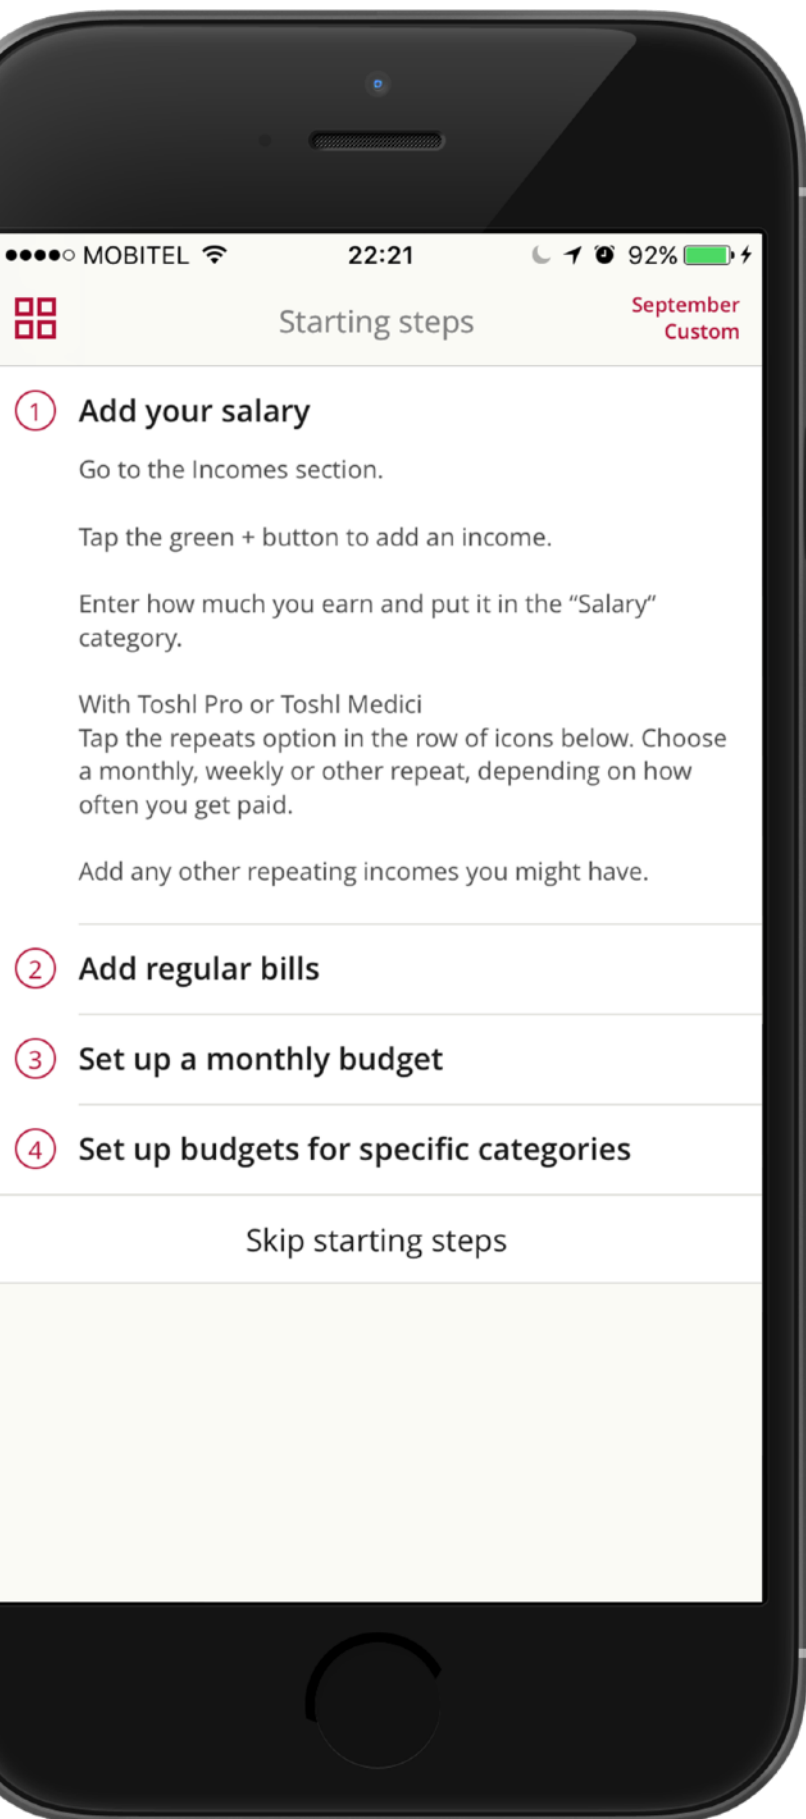 MOBITEL 22:21 92%
Starting steps
September
Custom
1 Add your salary
Go to the Incomes section.
Tap the green + button to add an income.
Enter how much you earn and put it in the “Salary”
category.
With Toshl Pro or Toshl Medici
Tap the repeats option in the row of icons below. Choose
a monthly, weekly or other repeat, depending on how
often you get paid.
Add any other repeating incomes you might have.
2 Add regular bills
3 Set up a monthly budget
4 Set up budgets for specific categories
Skip starting steps